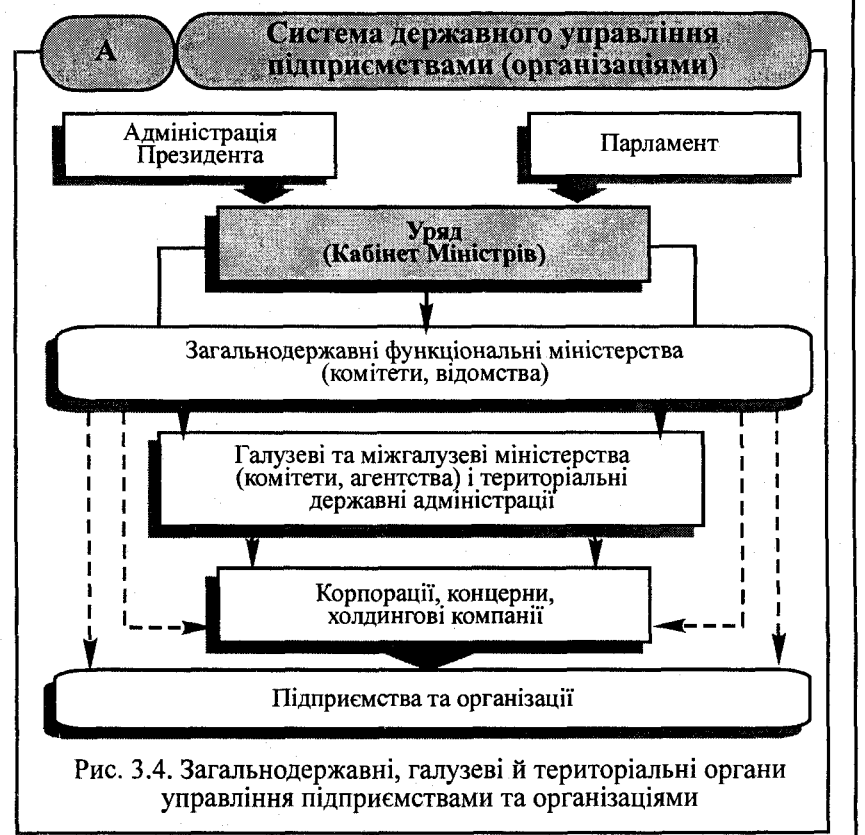 А
Система державного управління
підприємствами (організаціями)
Адміністрація
Президента
Парламент
Уряд
(Кабінет Міністрів)
Загальнодержавні функціональні міністерства
(комітети, відомства)
Галузеві та міжгалузеві міністерства
(комітети, агентства) і територіальні
державні адміністрації
Корпорації, концерни,
холдингові компанії
Підприємства та організації
Рис. 3.4. Загальнодержавні, галузеві й територіальні органи
управління підприємствами та організаціями